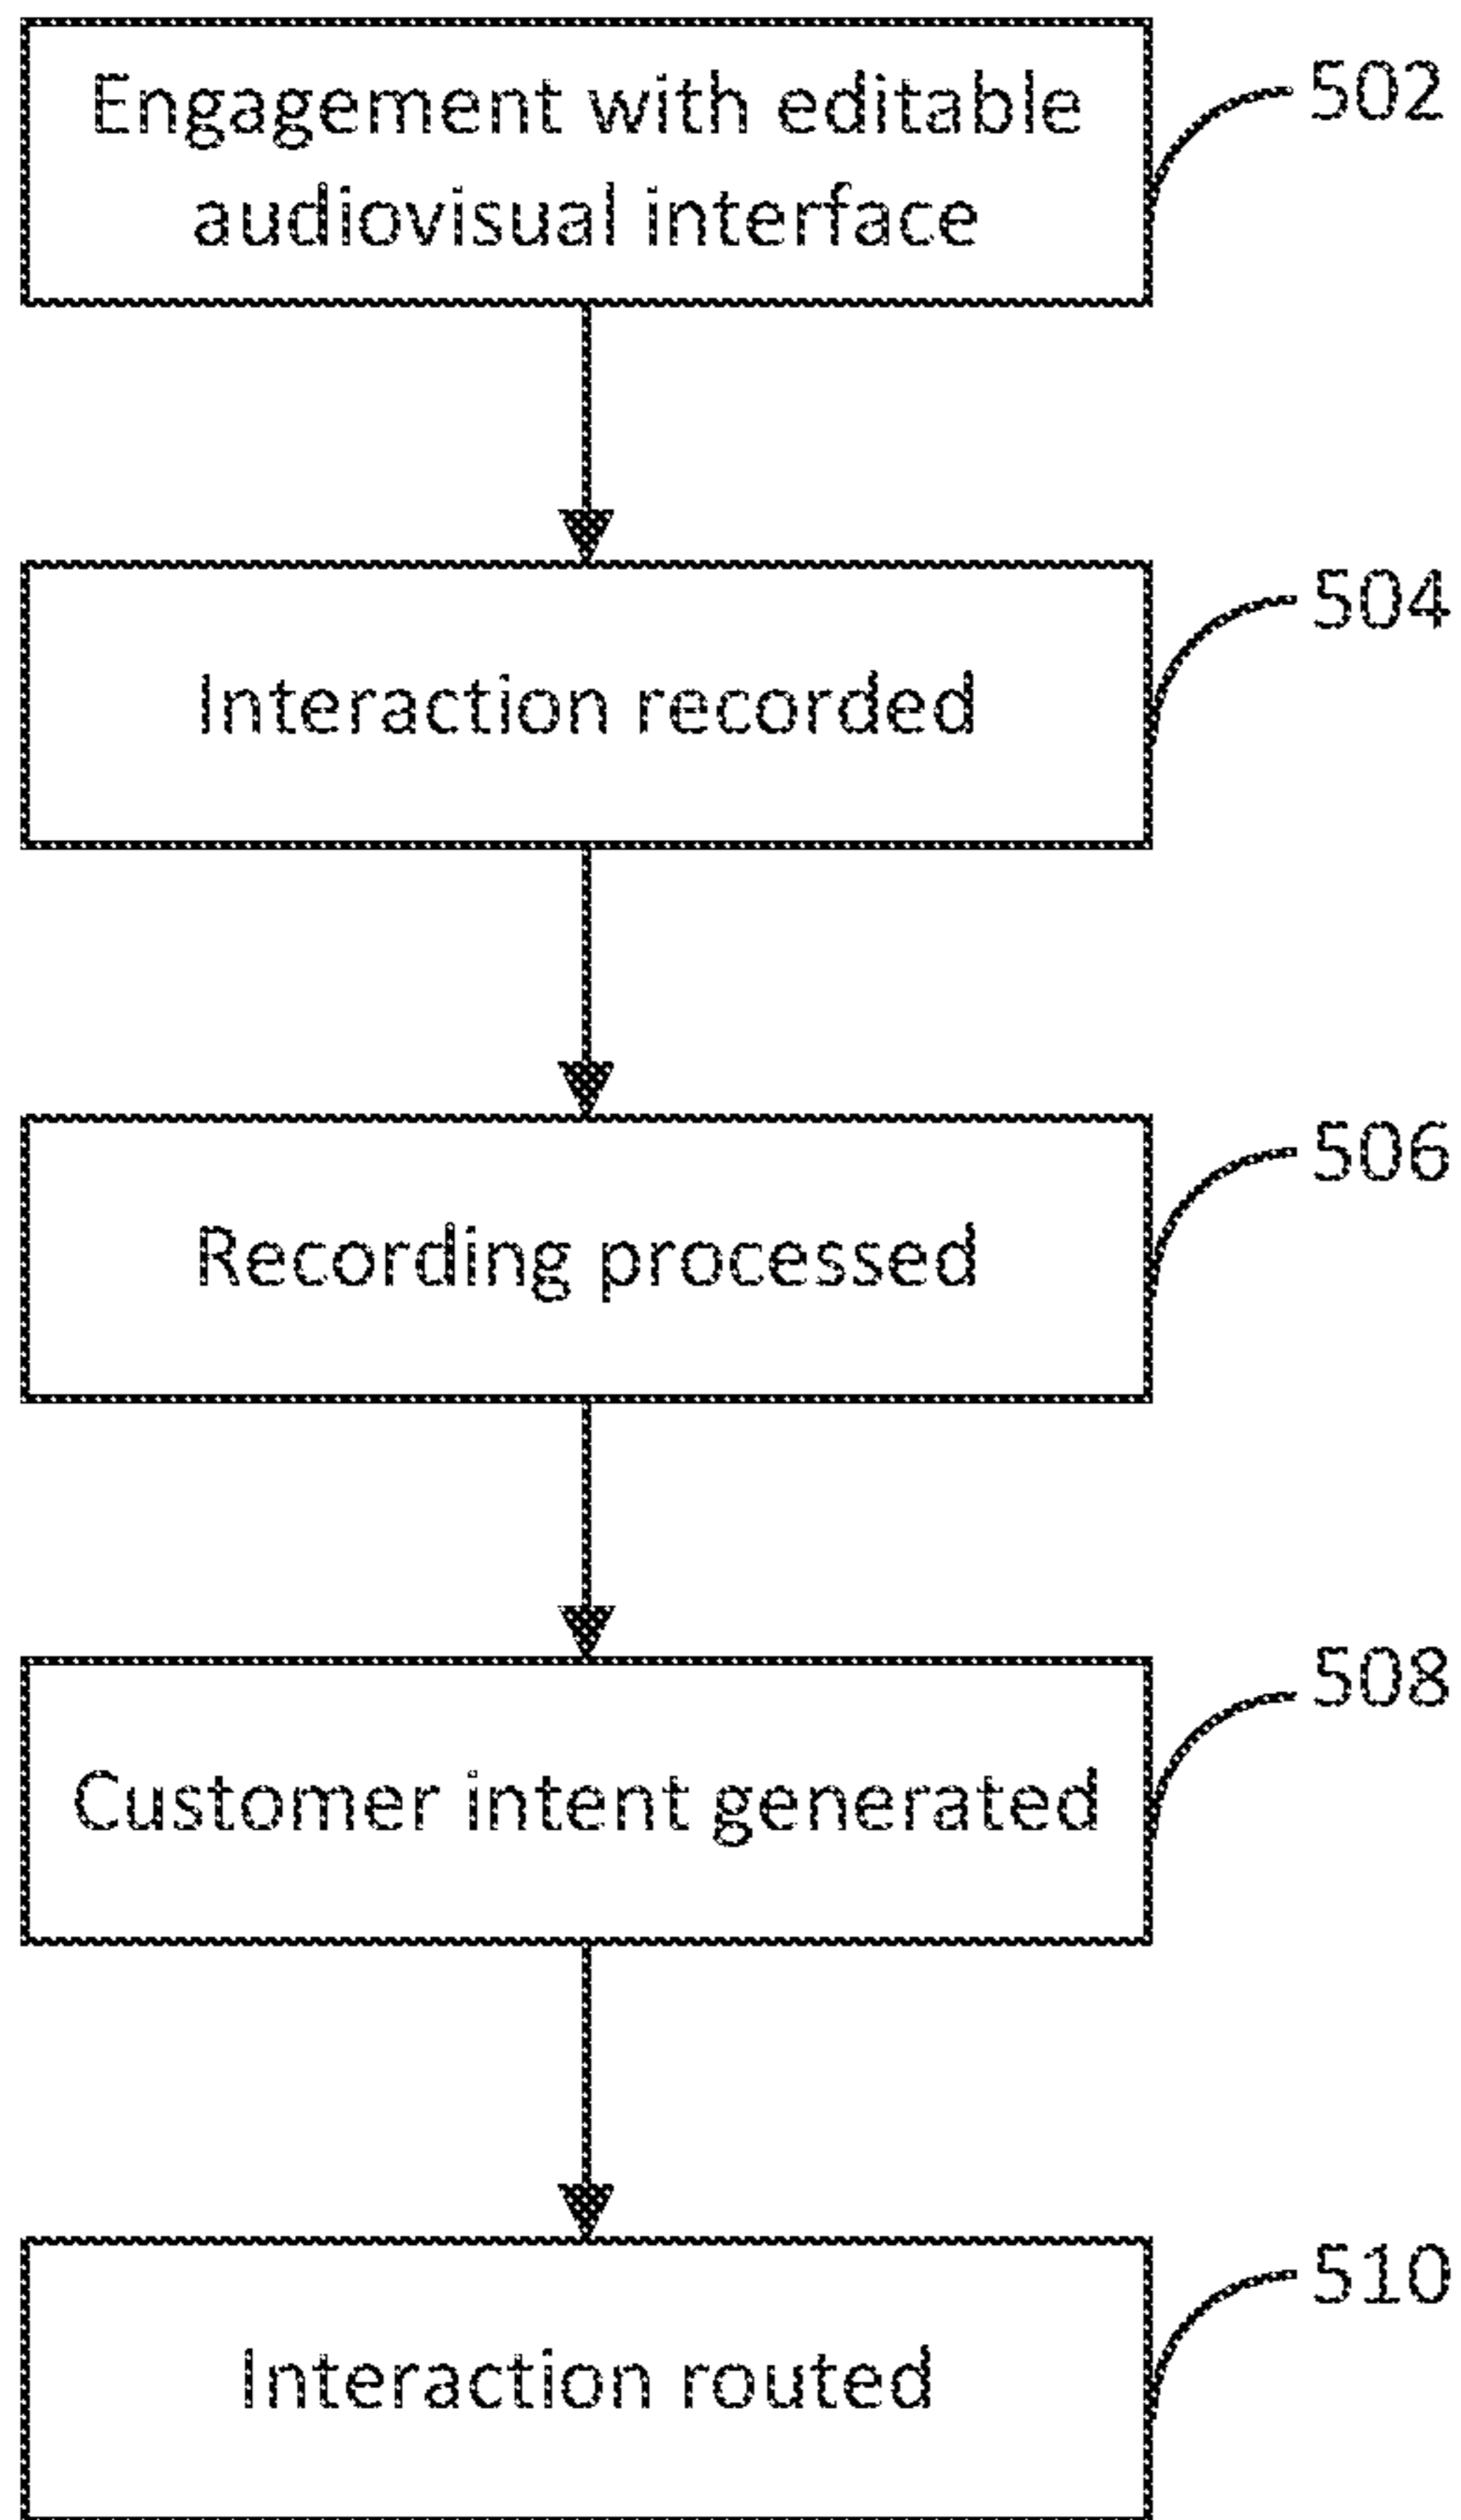 Engagement with editable
audiovisual interface
502
Interaction recorded
504
Recording processed
506
Customer intent generated
508
Interaction routed
510